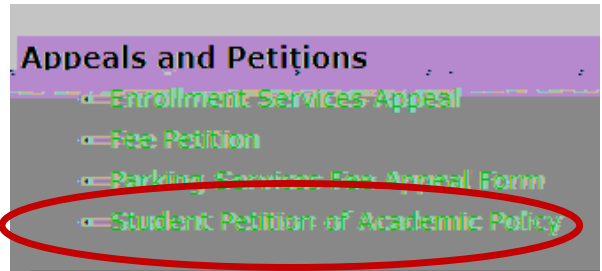 Appeals and Petitions
Enrollment Services Appeal
Fee Petition
Parking Services Fee Appeal Form
Student Petition of Academic Policy